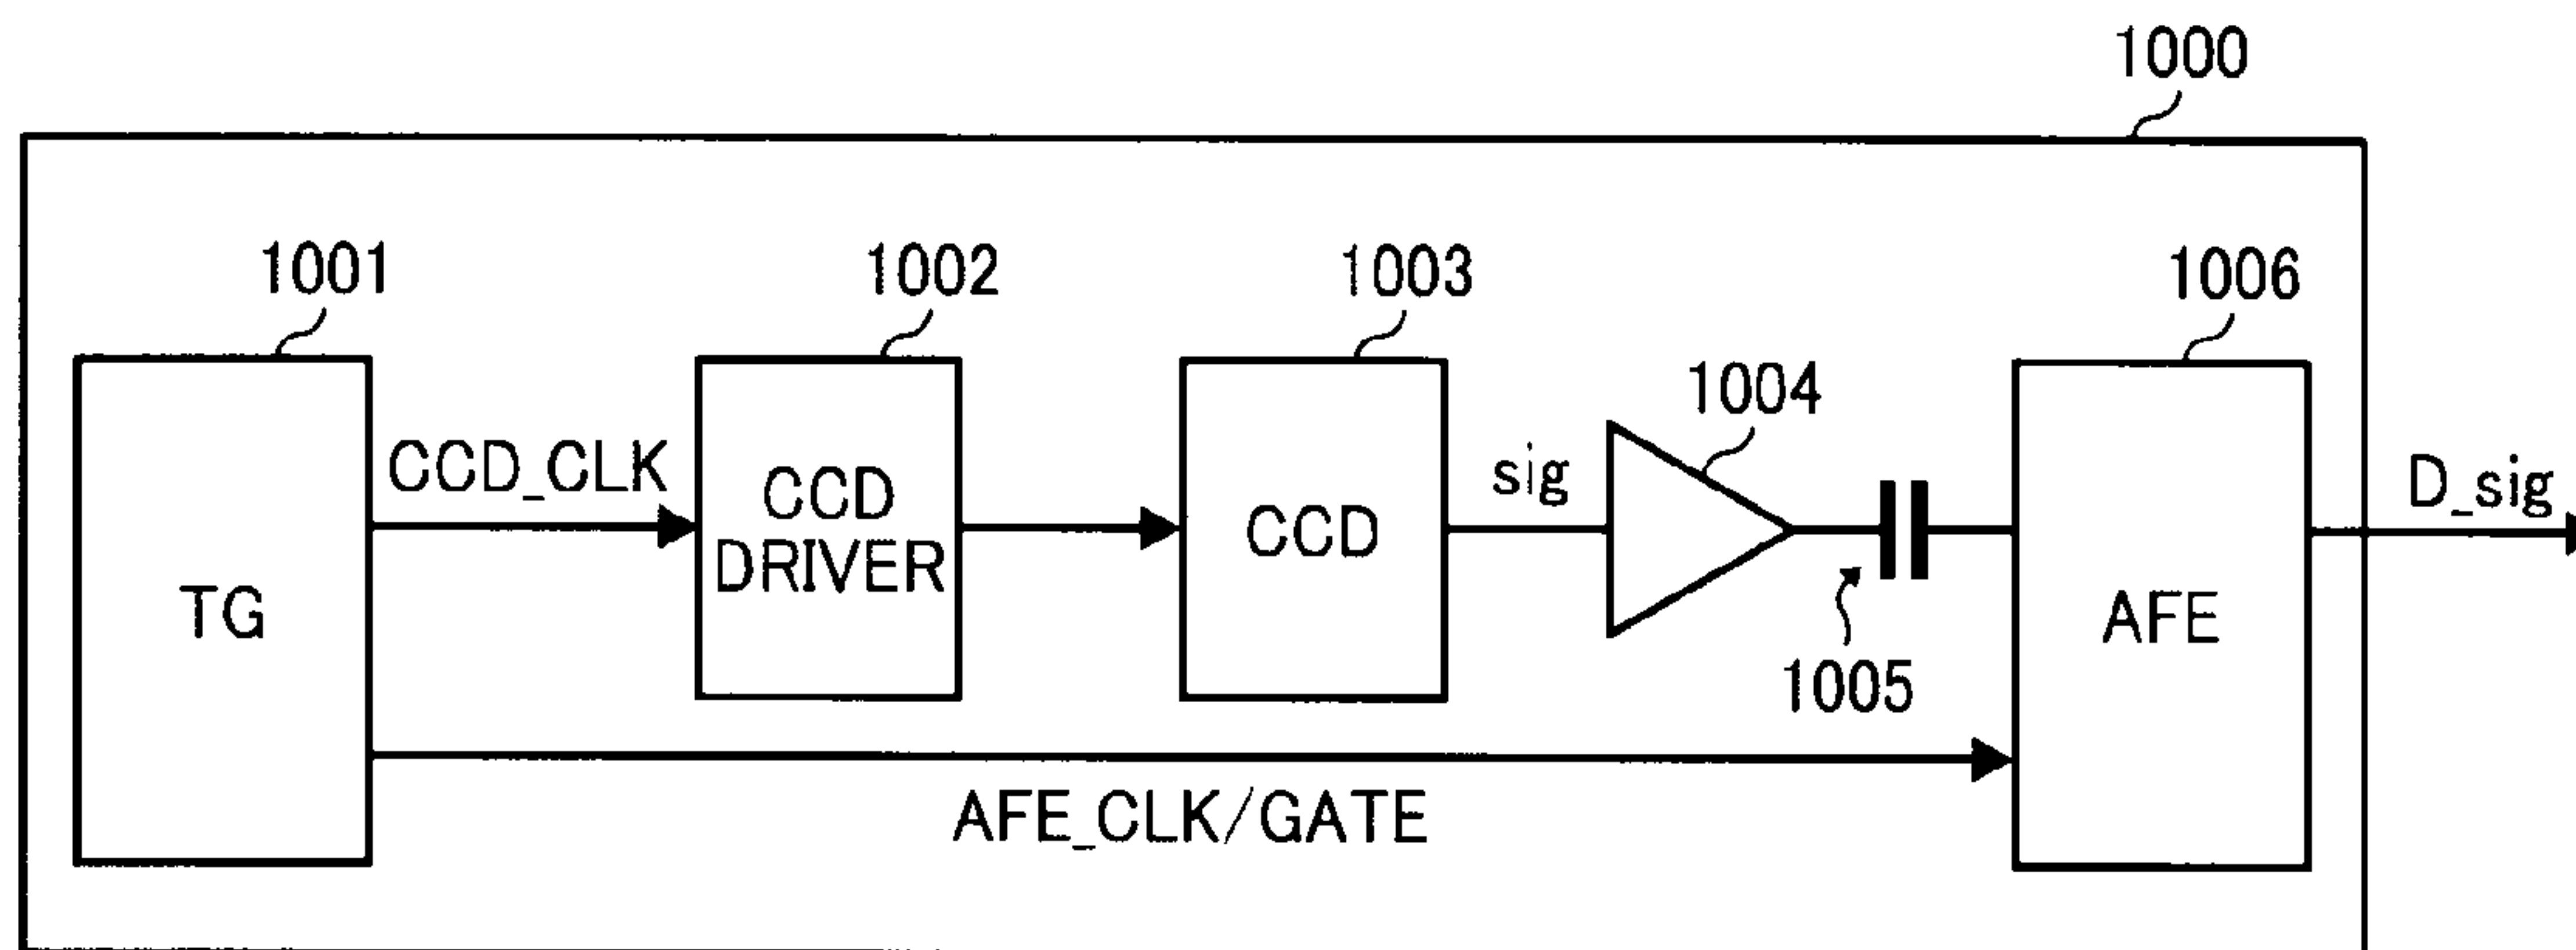 1000
1001
1002
1003
1006
1004
CCD_CLK
sig
D_sig
CCD
DRIVER
CCD
TG
AFE
1005
AFE_CLK/GATE